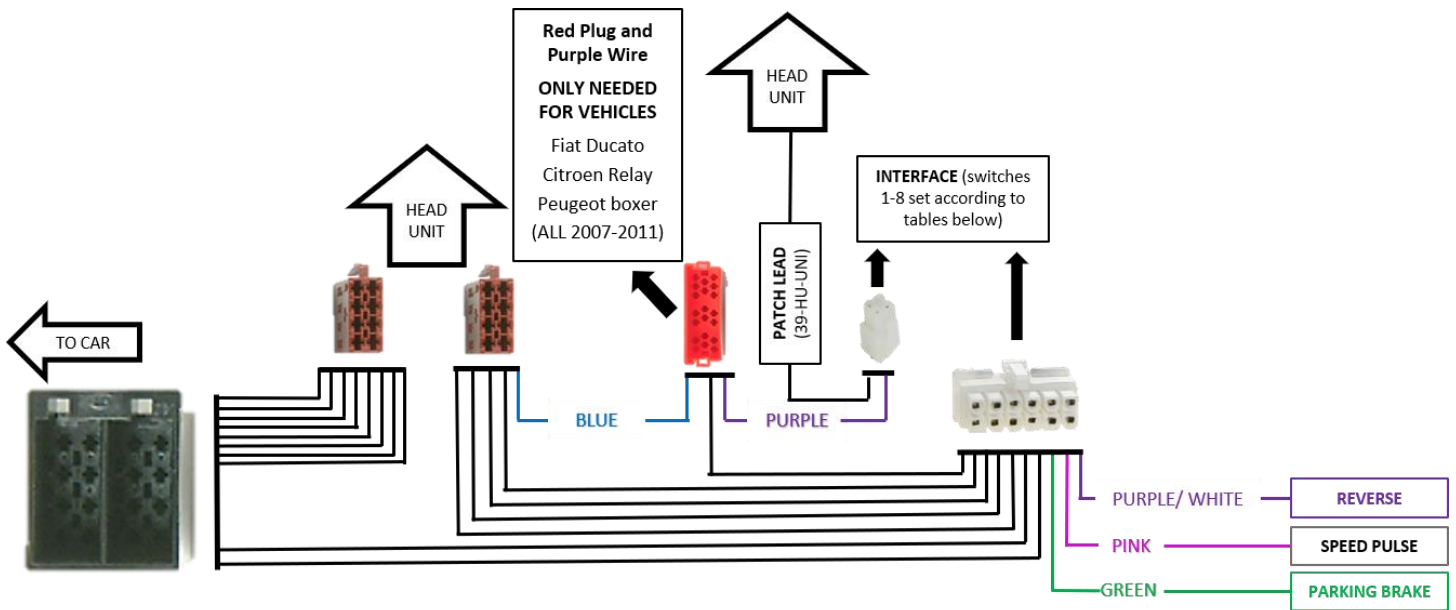 Red Plug and
Purple Wire
ONLY NEEDED
FOR VEHICLES
Fiat Ducato
Citroen Relay
Peugeot boxer
(ALL 2007-2011)
HEAD
UNIT
HEAD
UNIT
INTERFACE (switches
1-8 set according to
tables below)
PATCH LEAD
(39-HU-UNI)
TO CAR
BLUE
PURPLE
PURPLE/ WHITE
REVERSE
PINK
SPEED PULSE
GREEN
PARKING BRAKE